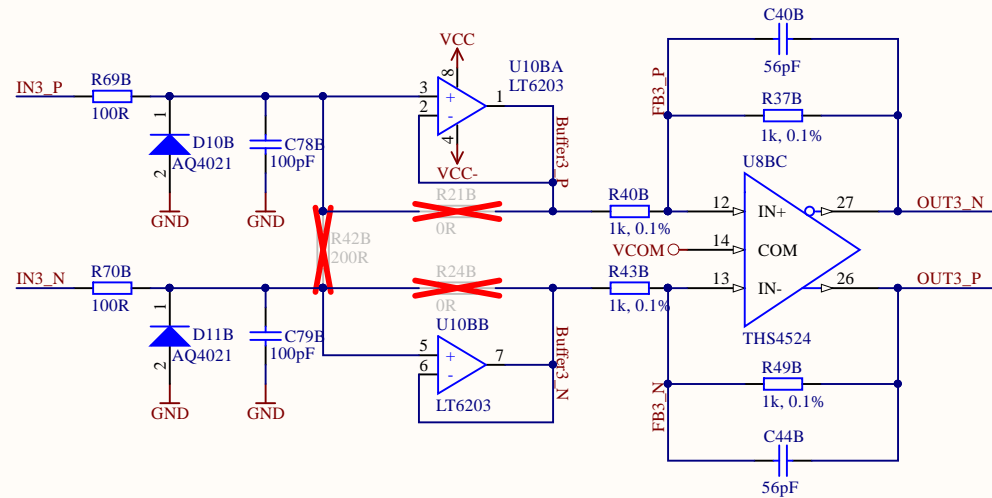 C40B
56pF
VCC
U10BA
LT6203
IN3_P
R69B
100R
1
2
D10B
AQ4021
GND
C78B
100pF
GND
3
2
8
4
1
+
-
VCC-
Buffer3_P
FB3_P
R37B
1k, 0.1%
R21B
0R
R42B
200R
R40B
1k, 0.1%
U8BC
12
IN+
27
OUT3_N
VCOM
14
COM
IN3_N
R70B
100R
R24B
0R
R43B
1k, 0.1%
13
IN-
26
OUT3_P
THS4524
1
2
D11B
AQ4021
GND
C79B
100pF
GND
U10BB
5
6
+
-
7
LT6203
Buffer3_N
FB3_N
R49B
1k, 0.1%
C44B
56pF